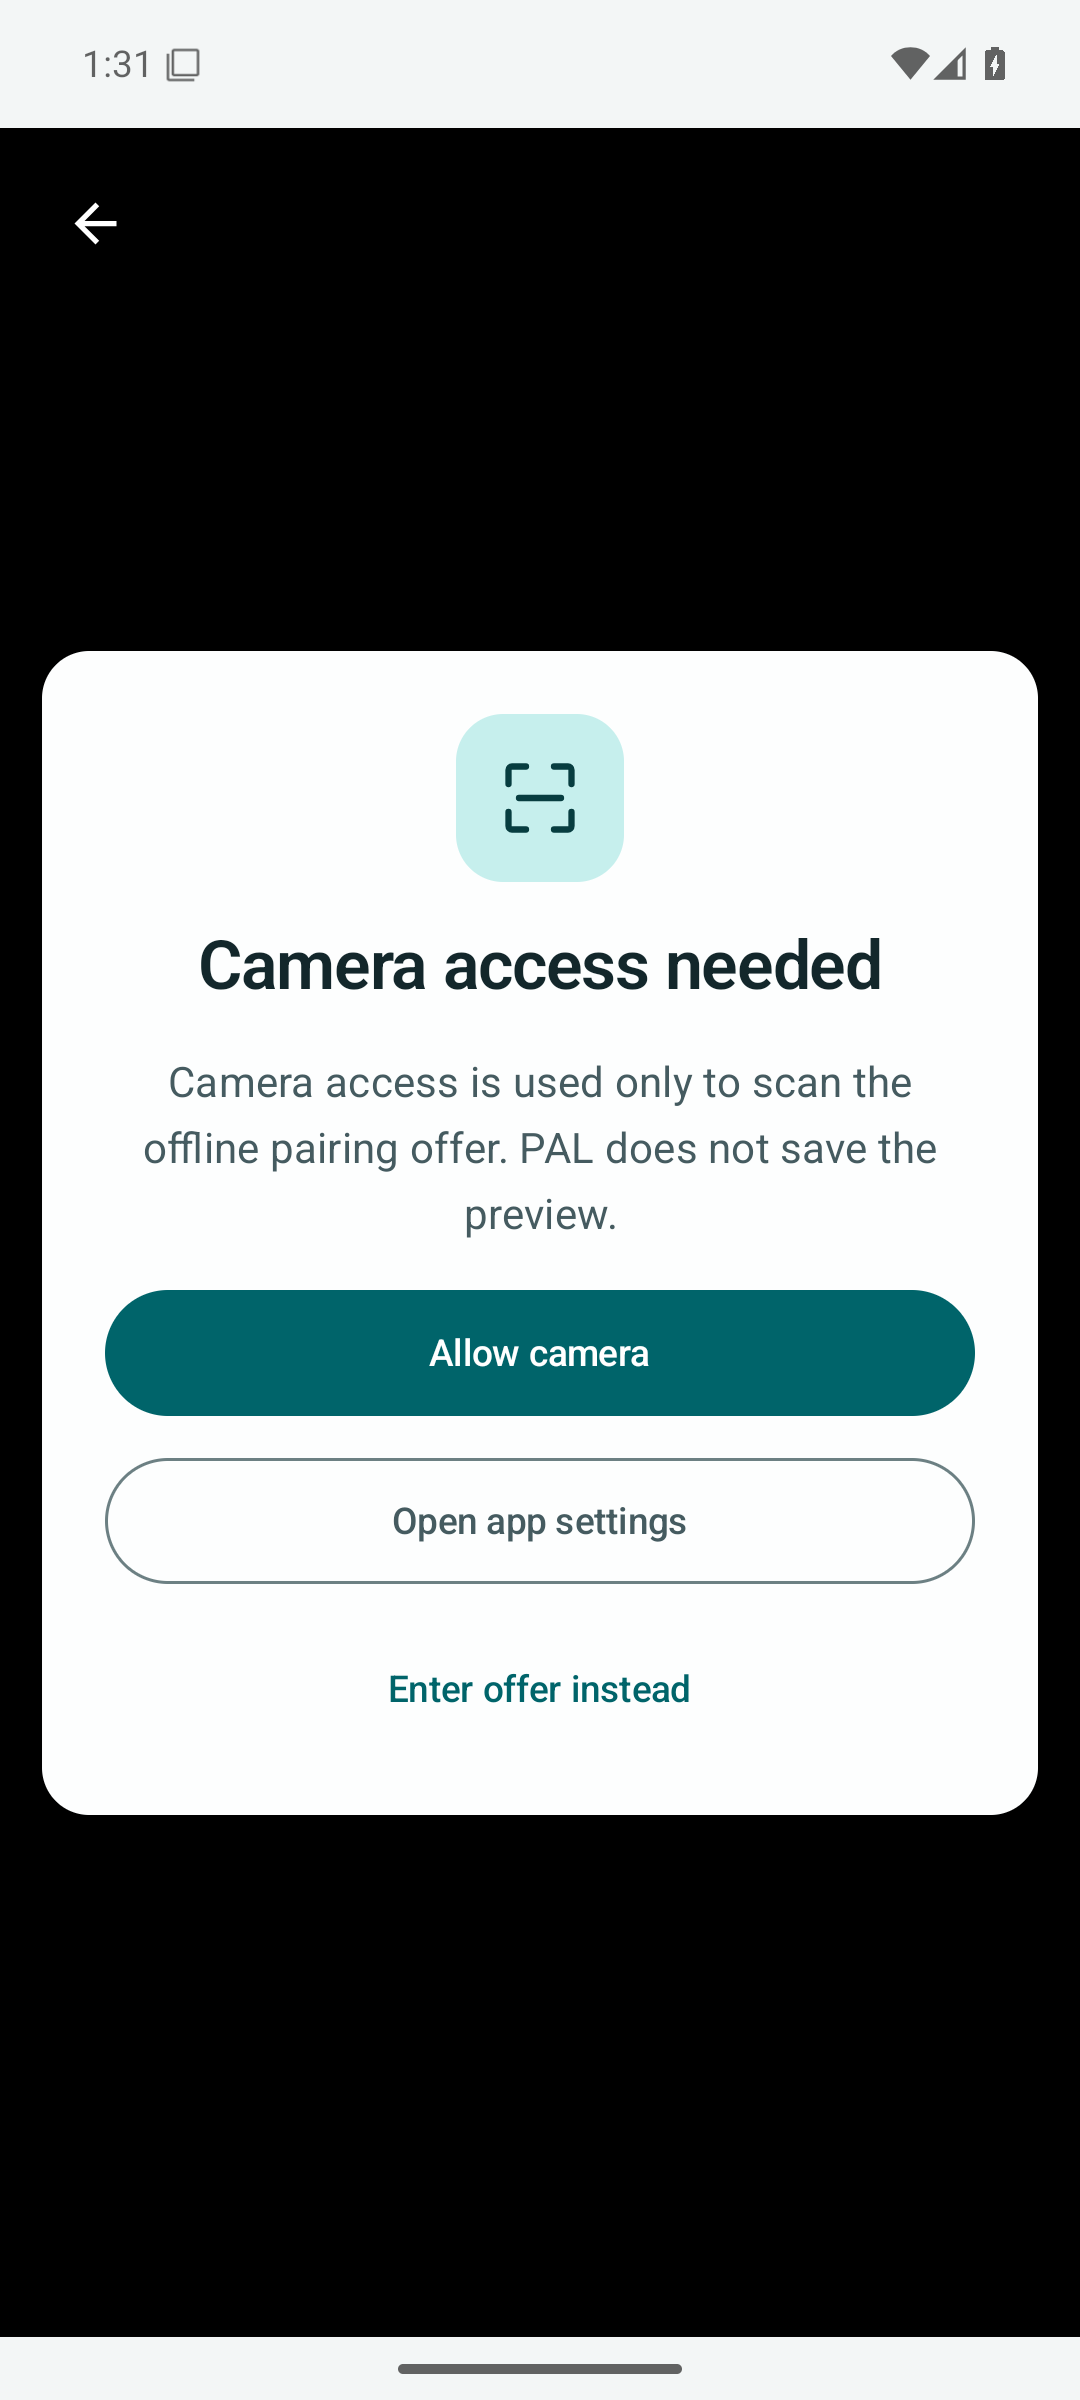 1:31
Camera access needed
Camera access is used only to scan the
offline pairing offer. PAL does not save the
preview.
Allow camera
Open app settings
Enter offer instead